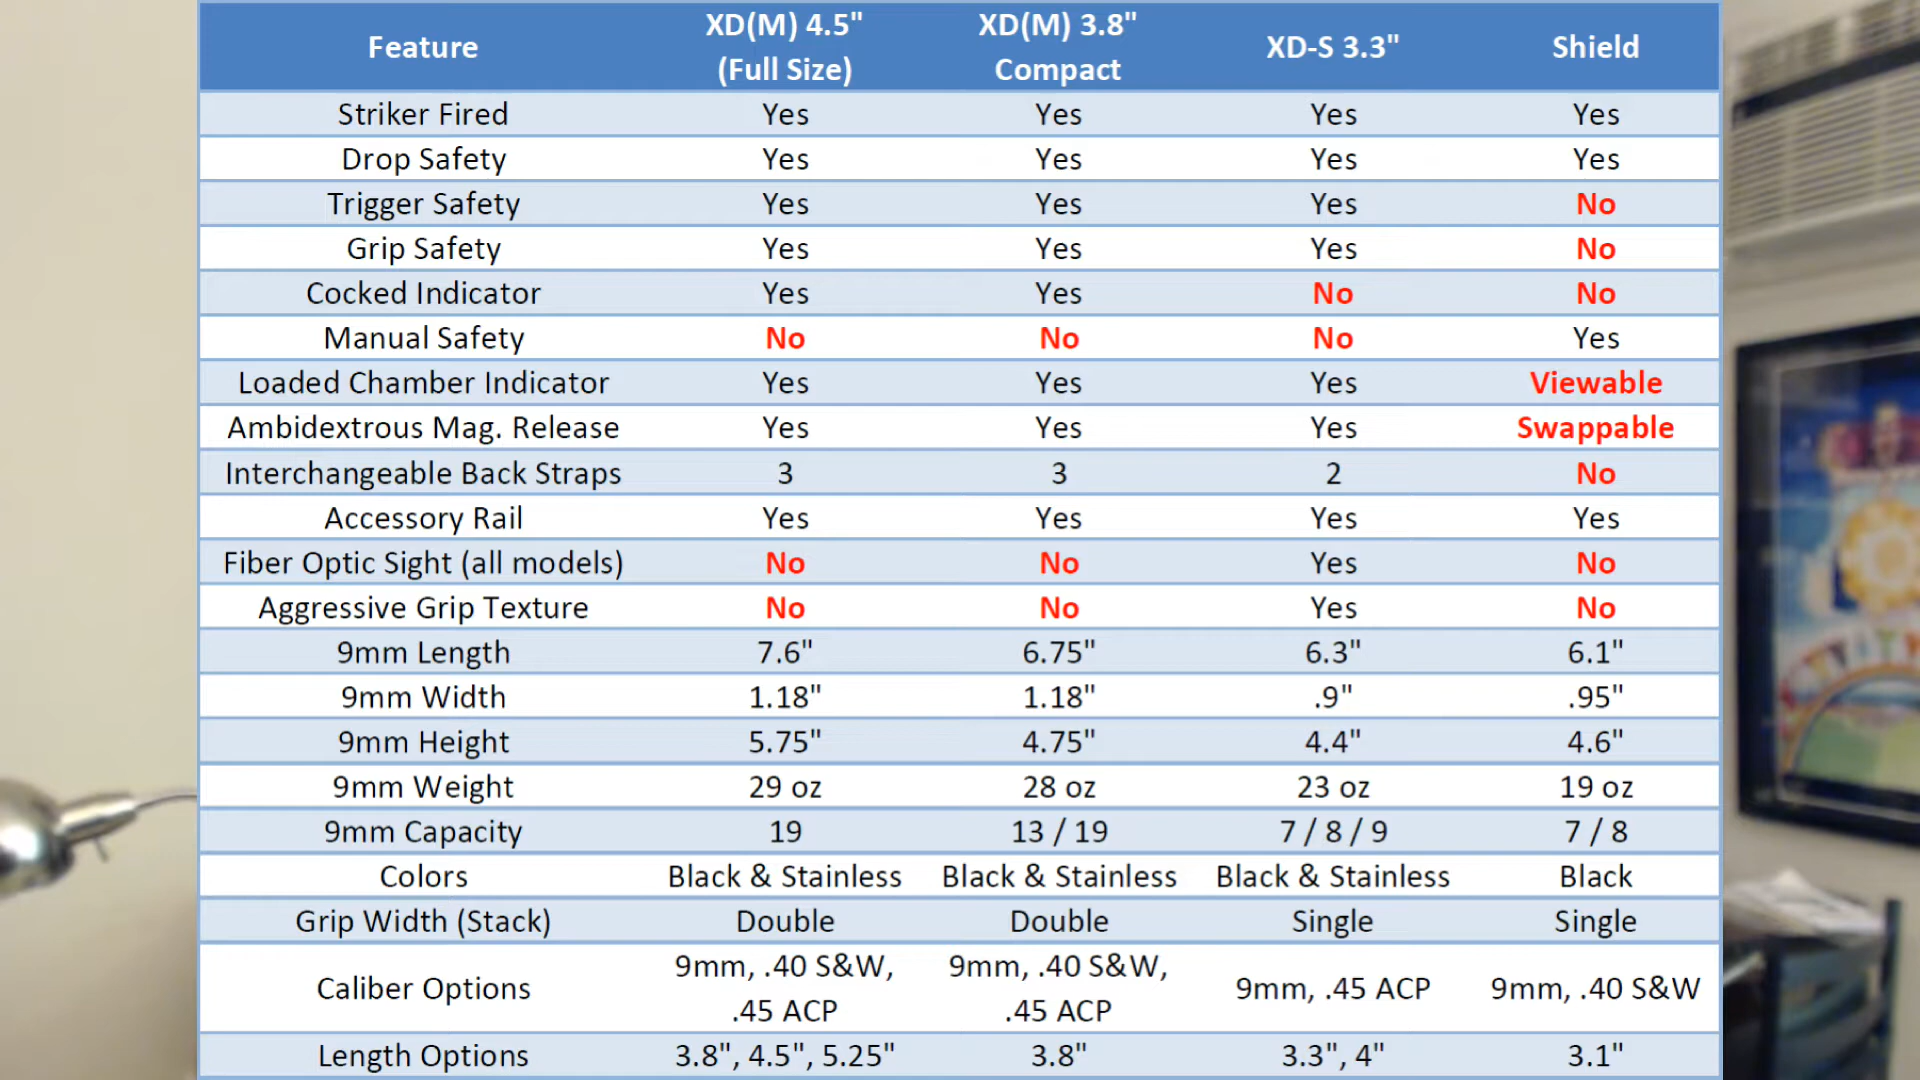 Feature XD(M) 4.5" (Full Size) XD(M) 3.8" Compact XD-S 3.3" Shield
Striker Fired Yes Yes Yes Yes
Drop Safety Yes Yes Yes Yes
Trigger Safety Yes Yes Yes No
Grip Safety Yes Yes Yes No
Cocked Indicator Yes Yes No No
Manual Safety No No No Yes
Loaded Chamber Indicator Yes Yes Yes Viewable
Ambidextrous Mag. Release Yes Yes Yes Swappable
Interchangeable Back Straps 3 3 2 No
Accessory Rail Yes Yes Yes Yes
Fiber Optic Sight (all models) No No Yes No
Aggressive Grip Texture No No Yes No
9mm Length 7.6" 6.75" 6.3" 6.1"
9mm Width 1.18" 1.18" .9" .95"
9mm Height 5.75" 4.75" 4.4" 4.6"
9mm Weight 29 oz 28 oz 23 oz 19 oz
9mm Capacity 19 13 / 19 7 / 8 / 9 7 / 8
Colors Black & Stainless Black & Stainless Black & Stainless Black
Grip Width (Stack) Double Double Single Single
Caliber Options 9mm, .40 S&W, .45 ACP 9mm, .40 S&W, .45 ACP 9mm, .45 ACP 9mm, .40 S&W
Length Options 3.8", 4.5", 5.25" 3.8" 3.3", 4" 3.1"